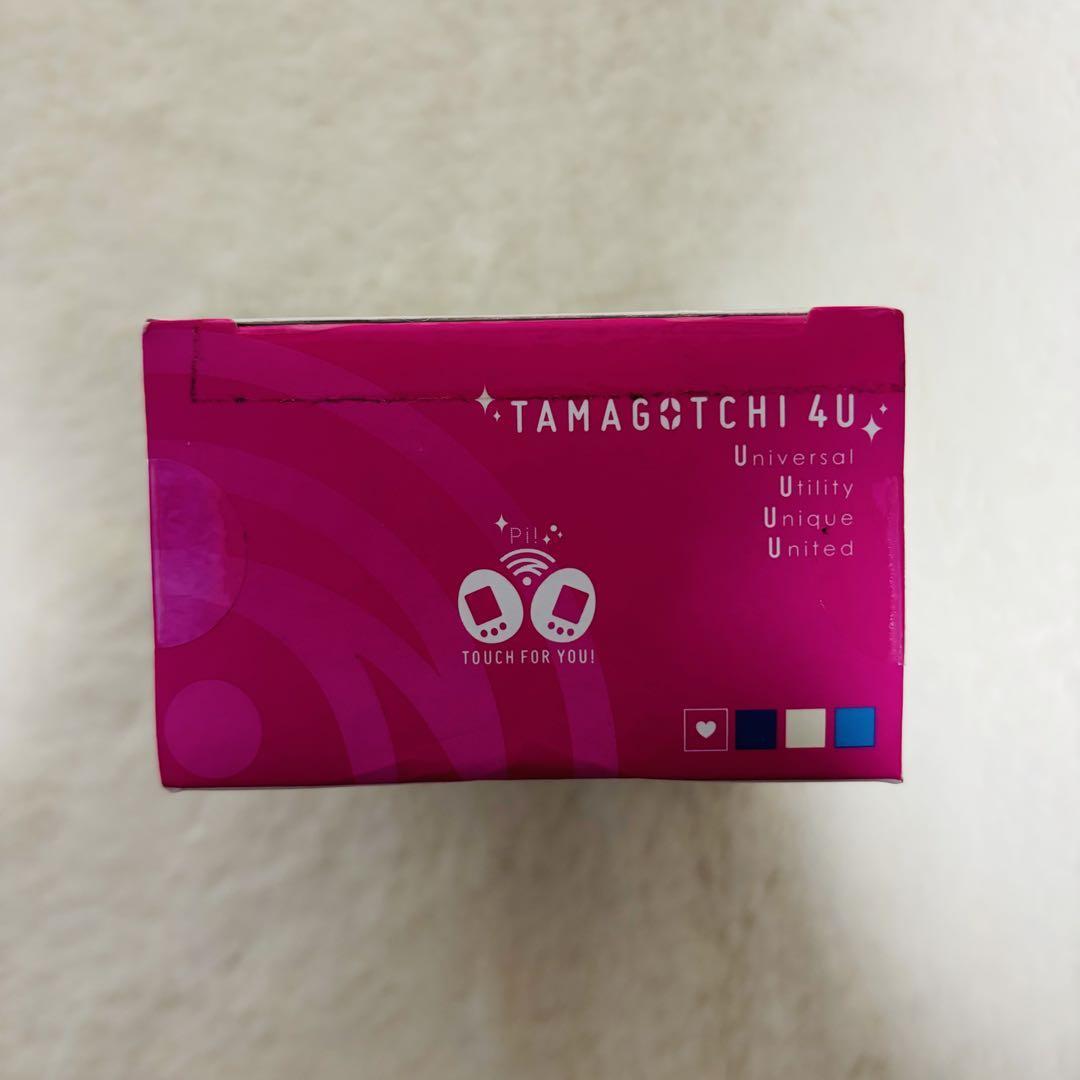 TAMAGOTCHI 4U
Universal
Utility
Unique
United
Pi!
TOUCH FOR YOU!